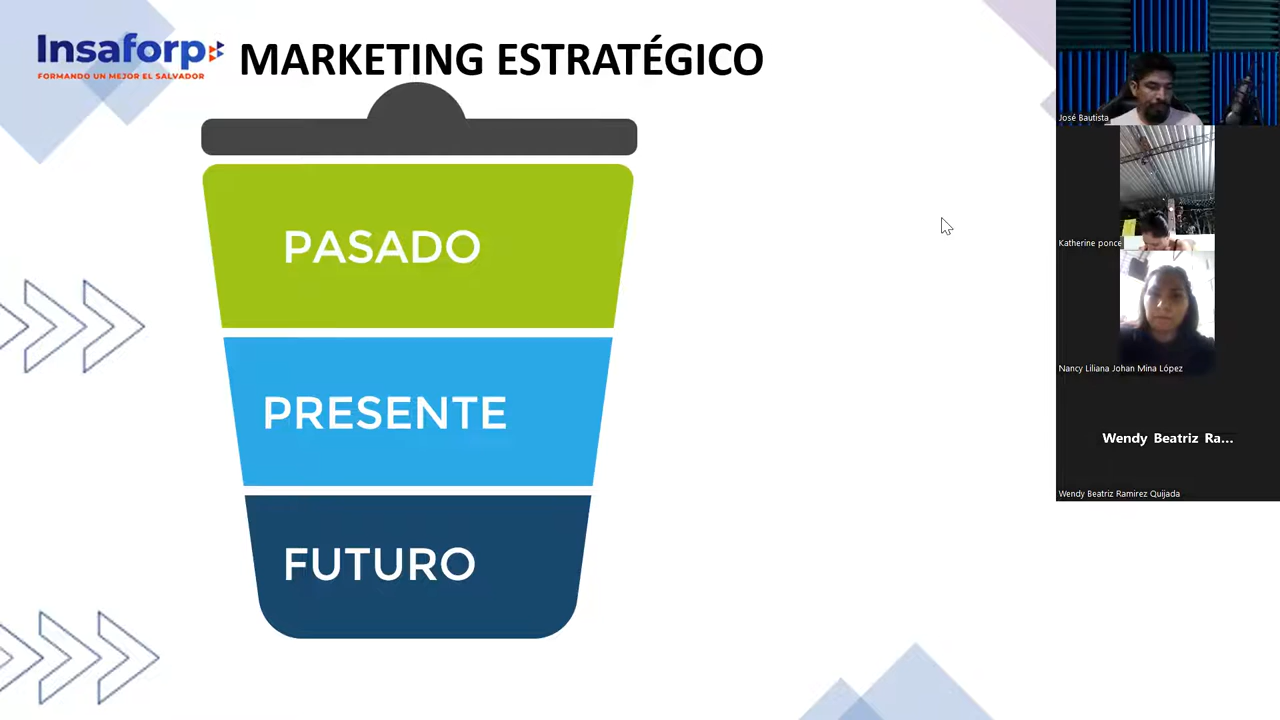 Insaforp
FORMANDO UN MEJOR EL SALVADOR
MARKETING ESTRATÉGICO
PASADO
PRESENTE
FUTURO
José Bautista
Katherine ponce
Nancy Liliana Johan Mina López
Wendy Beatriz Ra...
Wendy Beatriz Ramirez Quijada